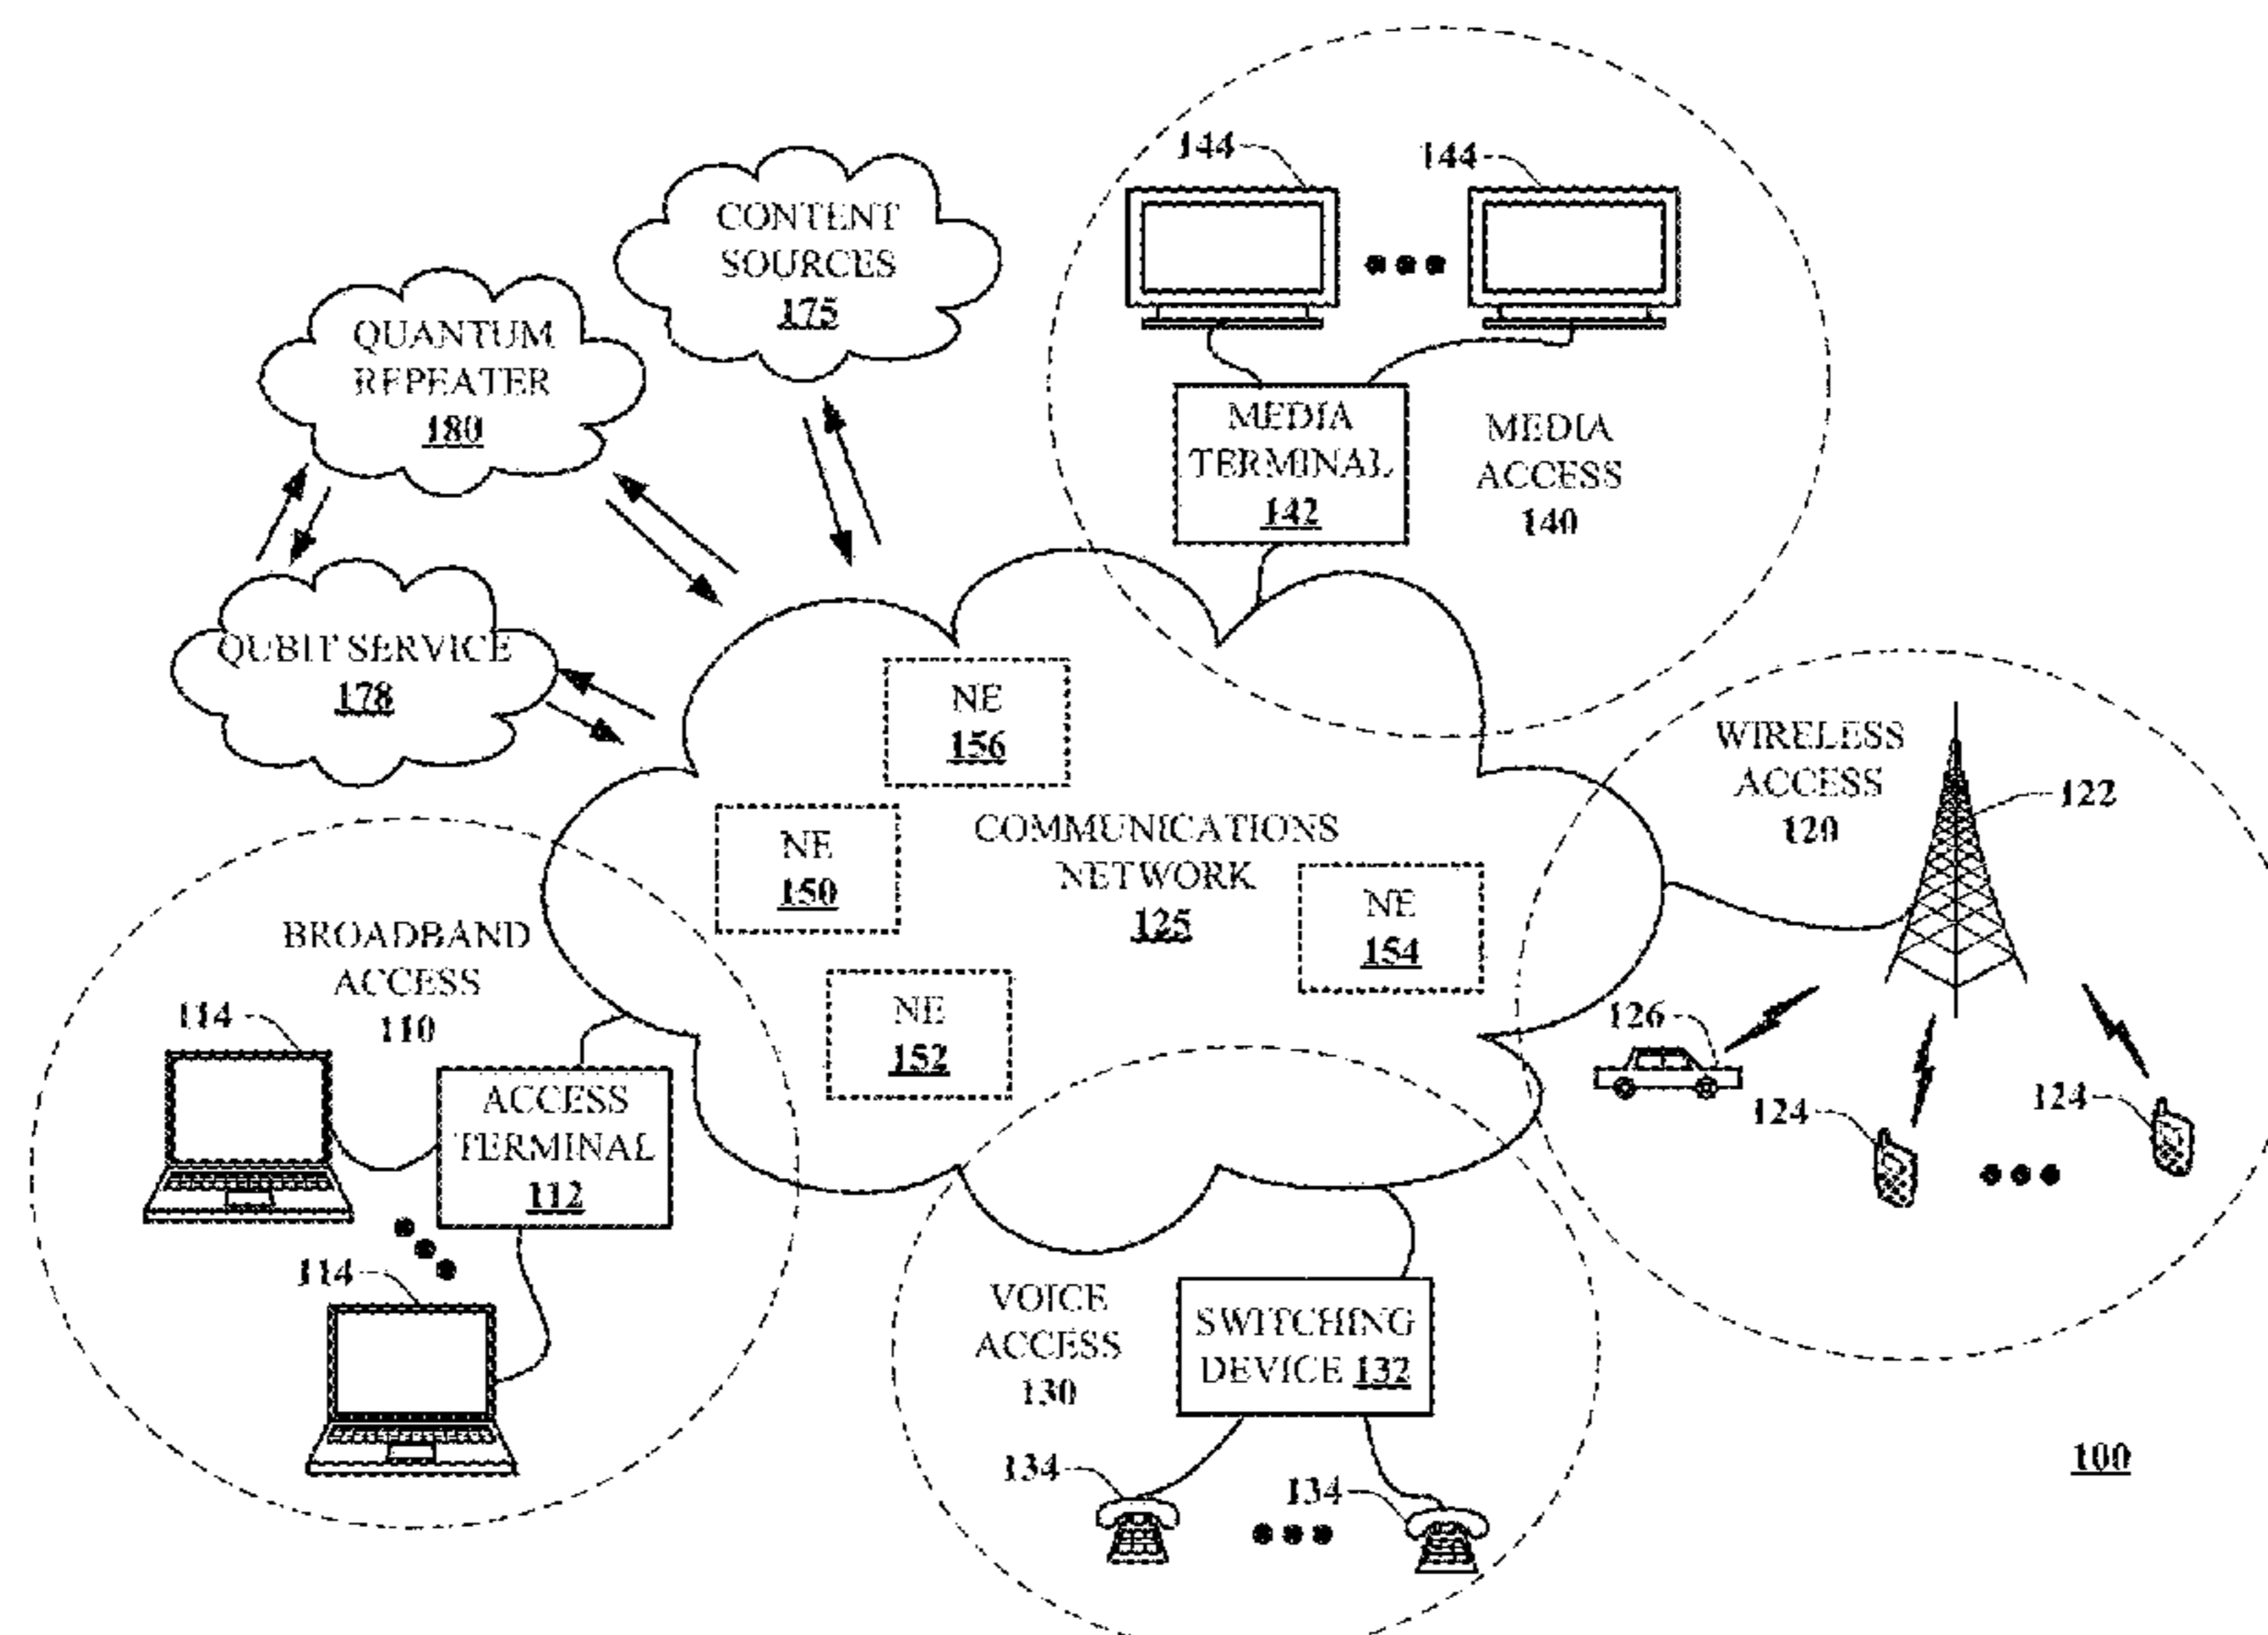 144
144
CONTENT
SOURCES
175
QUANTUM
REPEATER
180
MEDIA
TERMINAL
142
MEDIA
ACCESS
140
QUBIT SERVICE
178
NE
156
WIRELESS
ACCESS
120
122
COMMUNICATIONS
NETWORK
125
NE
150
NE
154
BROADBAND
ACCESS
110
114
NE
152
126
124
124
ACCESS
TERMINAL
112
114
VOICE
ACCESS
130
SWITCHING
DEVICE 132
134
134
100